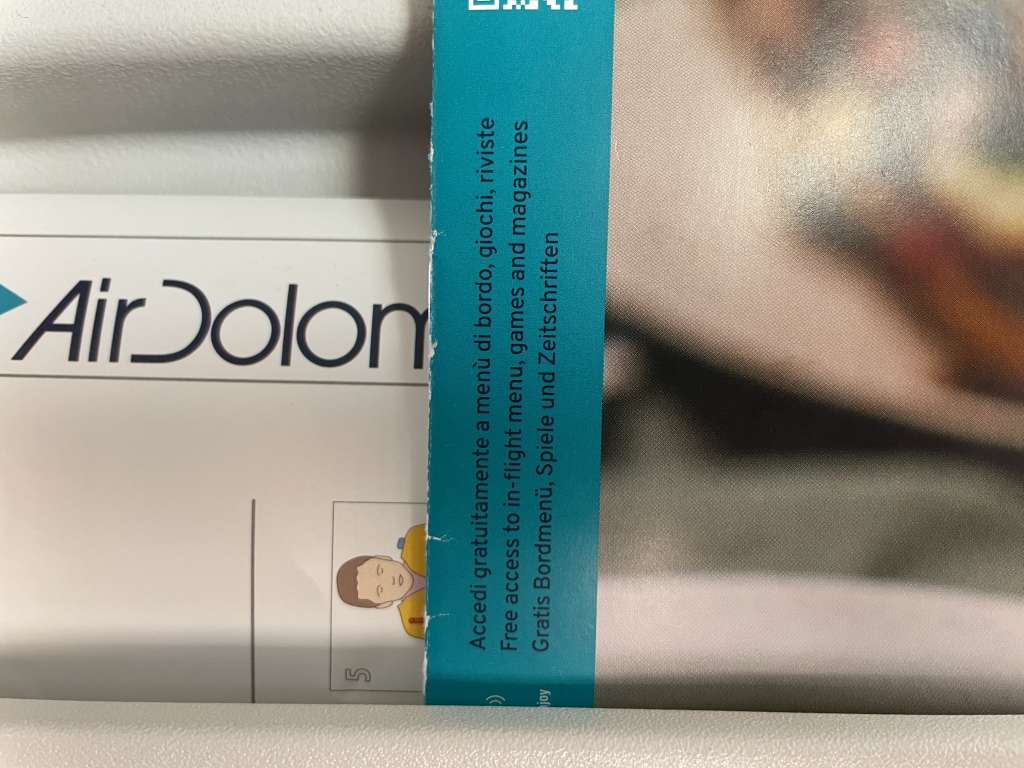 AirDolom
Accedi gratuitamente a menù di bordo, giochi, riviste
Free access to in-flight menu, games and magazines
Gratis Bordmenü, Spiele und Zeitschriften
joy
5